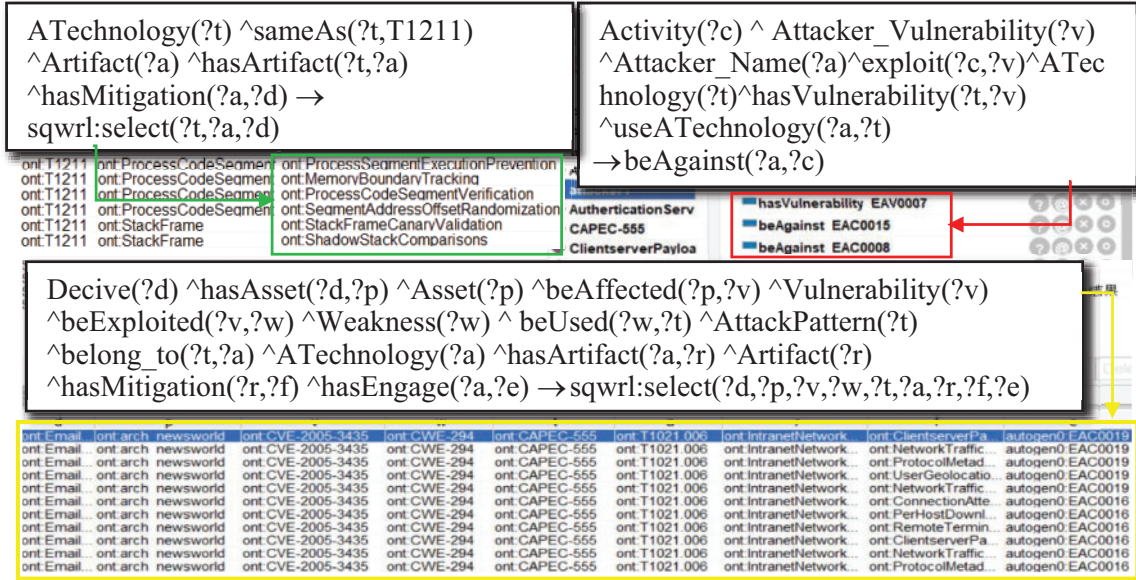 ATechnology(?t) ^sameAs(?t,T1211)
^Artifact(?a) ^hasArtifact(?t,?a)
^hasMitigation(?a,?d) →
sqwrl:select(?t,?a,?d)
Activity(?c) ^ Attacker_Vulnerability(?v)
^Attacker_Name(?a)^exploit(?c,?v)^ATec
hnology(?t)^hasVulnerability(?t,?v)
^useATechnology(?a,?t)
→beAgainst(?a,?c)
ont:T1211 ont:ProcessCodeSegment ont:ProcessSegmentExecutionPrevention
ont:T1211 ont:ProcessCodeSegment ont:MemoryBoundaryTracking
ont:T1211 ont:ProcessCodeSegment ont:ProcessCodeSegmentVerification
ont:T1211 ont:ProcessCodeSegment ont:SegmentAddressOffsetRandomization
ont:T1211 ont:StackFrame ont:StackFrameCanaryValidation
ont:T1211 ont:StackFrame ont:ShadowStackComparisons
AutherticationServ
CAPEC-555
ClientserverPayloa
hasVulnerability EAV0007
beAgainst EAC0015
beAgainst EAC0008
Decive(?d) ^hasAsset(?d,?p) ^Asset(?p) ^beAffected(?p,?v) ^Vulnerability(?v)
^beExploited(?v,?w) ^Weakness(?w) ^ beUsed(?w,?t) ^AttackPattern(?t)
^belong_to(?t,?a) ^ATechnology(?a) ^hasArtifact(?a,?r) ^Artifact(?r)
^hasMitigation(?r,?f) ^hasEngage(?a,?e) →sqwrl:select(?d,?p,?v,?w,?t,?a,?r,?f,?e)
ont:Email... ont:arch newsworld ont:CVE-2005-3435 ont:CWE-294 ont:CAPEC-555 ont:T1021.006 ont:IntranetNetwork... ont:ClientserverPa... autogen0:EAC0019
ont:Email... ont:arch newsworld ont:CVE-2005-3435 ont:CWE-294 ont:CAPEC-555 ont:T1021.006 ont:IntranetNetwork... ont:NetworkTraffic... autogen0:EAC0019
ont:Email... ont:arch newsworld ont:CVE-2005-3435 ont:CWE-294 ont:CAPEC-555 ont:T1021.006 ont:IntranetNetwork... ont:ProtocolMetad... autogen0:EAC0019
ont:Email... ont:arch newsworld ont:CVE-2005-3435 ont:CWE-294 ont:CAPEC-555 ont:T1021.006 ont:IntranetNetwork... ont:UserGeolocatio... autogen0:EAC0019
ont:Email... ont:arch newsworld ont:CVE-2005-3435 ont:CWE-294 ont:CAPEC-555 ont:T1021.006 ont:IntranetNetwork... ont:NetworkTraffic... autogen0:EAC0019
ont:Email... ont:arch newsworld ont:CVE-2005-3435 ont:CWE-294 ont:CAPEC-555 ont:T1021.006 ont:IntranetNetwork... ont:ConnectionAtte... autogen0:EAC0016
ont:Email... ont:arch newsworld ont:CVE-2005-3435 ont:CWE-294 ont:CAPEC-555 ont:T1021.006 ont:IntranetNetwork... ont:PerHostDownl... autogen0:EAC0016
ont:Email... ont:arch newsworld ont:CVE-2005-3435 ont:CWE-294 ont:CAPEC-555 ont:T1021.006 ont:IntranetNetwork... ont:RemoteTermin... autogen0:EAC0016
ont:Email... ont:arch newsworld ont:CVE-2005-3435 ont:CWE-294 ont:CAPEC-555 ont:T1021.006 ont:IntranetNetwork... ont:ClientserverPa... autogen0:EAC0016
ont:Email... ont:arch newsworld ont:CVE-2005-3435 ont:CWE-294 ont:CAPEC-555 ont:T1021.006 ont:IntranetNetwork... ont:NetworkTraffic... autogen0:EAC0016
ont:Email... ont:arch newsworld ont:CVE-2005-3435 ont:CWE-294 ont:CAPEC-555 ont:T1021.006 ont:IntranetNetwork... ont:ProtocolMetad... autogen0:EAC0016